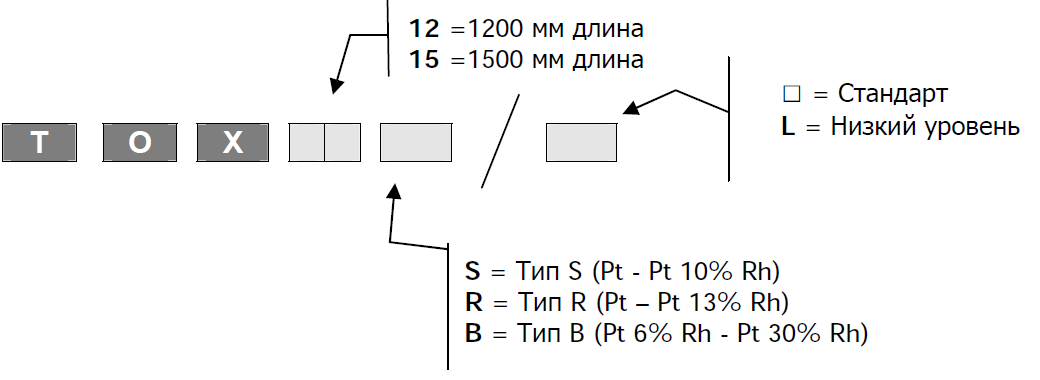 12 =1200 мм длина
15 =1500 мм длина
□ = Стандарт
L = Низкий уровень
T O X /
S = Тип S (Pt - Pt 10% Rh)
R = Тип R (Pt – Pt 13% Rh)
B = Тип B (Pt 6% Rh - Pt 30% Rh)